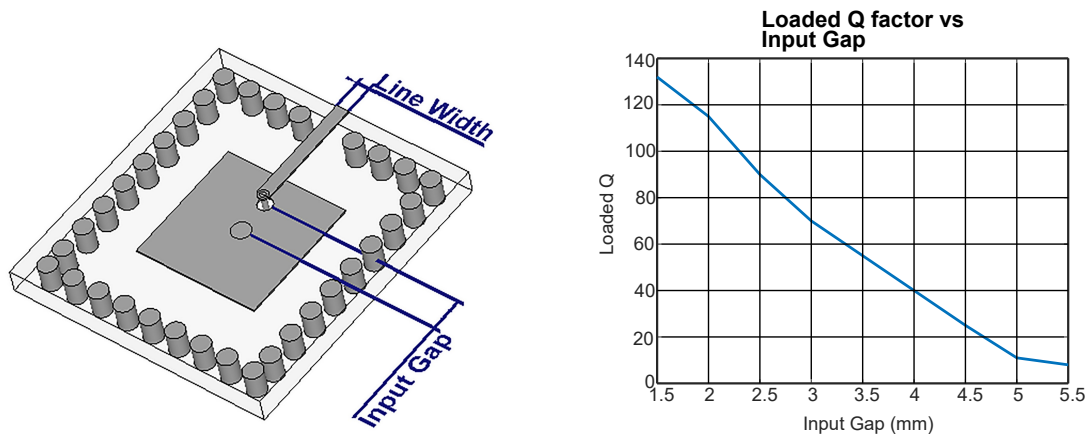 Line Width
Input Gap
Loaded Q factor vs
Input Gap
Loaded Q
140
120
100
80
60
40
20
0
1.5 2 2.5 3 3.5 4 4.5 5 5.5
Input Gap (mm)